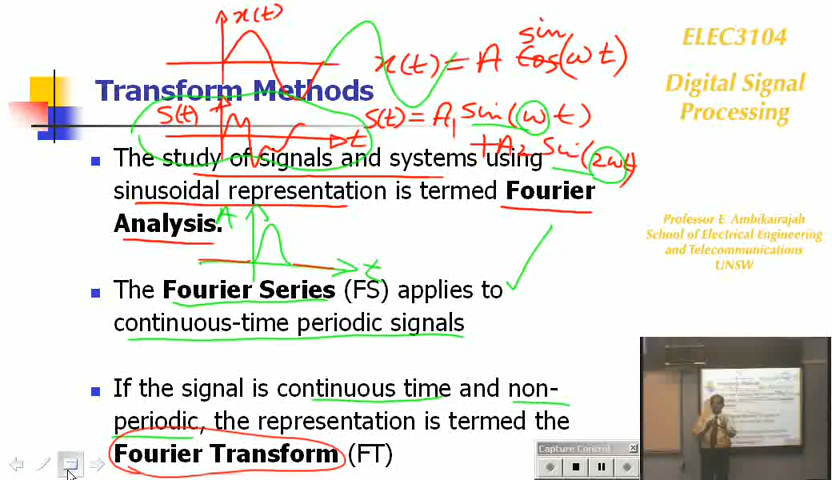 x(t)
x(t) = A sin cos(ωt)
ELEC3104
Digital Signal
Processing
Transform Methods
S(t)
t
S(t) = A₁ sin(ω t)
+ A₂ sin(2ωt)
The study of signals and systems using
sinusoidal representation is termed Fourier
Analysis.
A
t
Professor E. Ambikairajah
School of Electrical Engineering
and Telecommunications
UNSW
The Fourier Series (FS) applies to
continuous-time periodic signals
If the signal is continuous time and non-
periodic, the representation is termed the
Fourier Transform (FT)
Capture Control